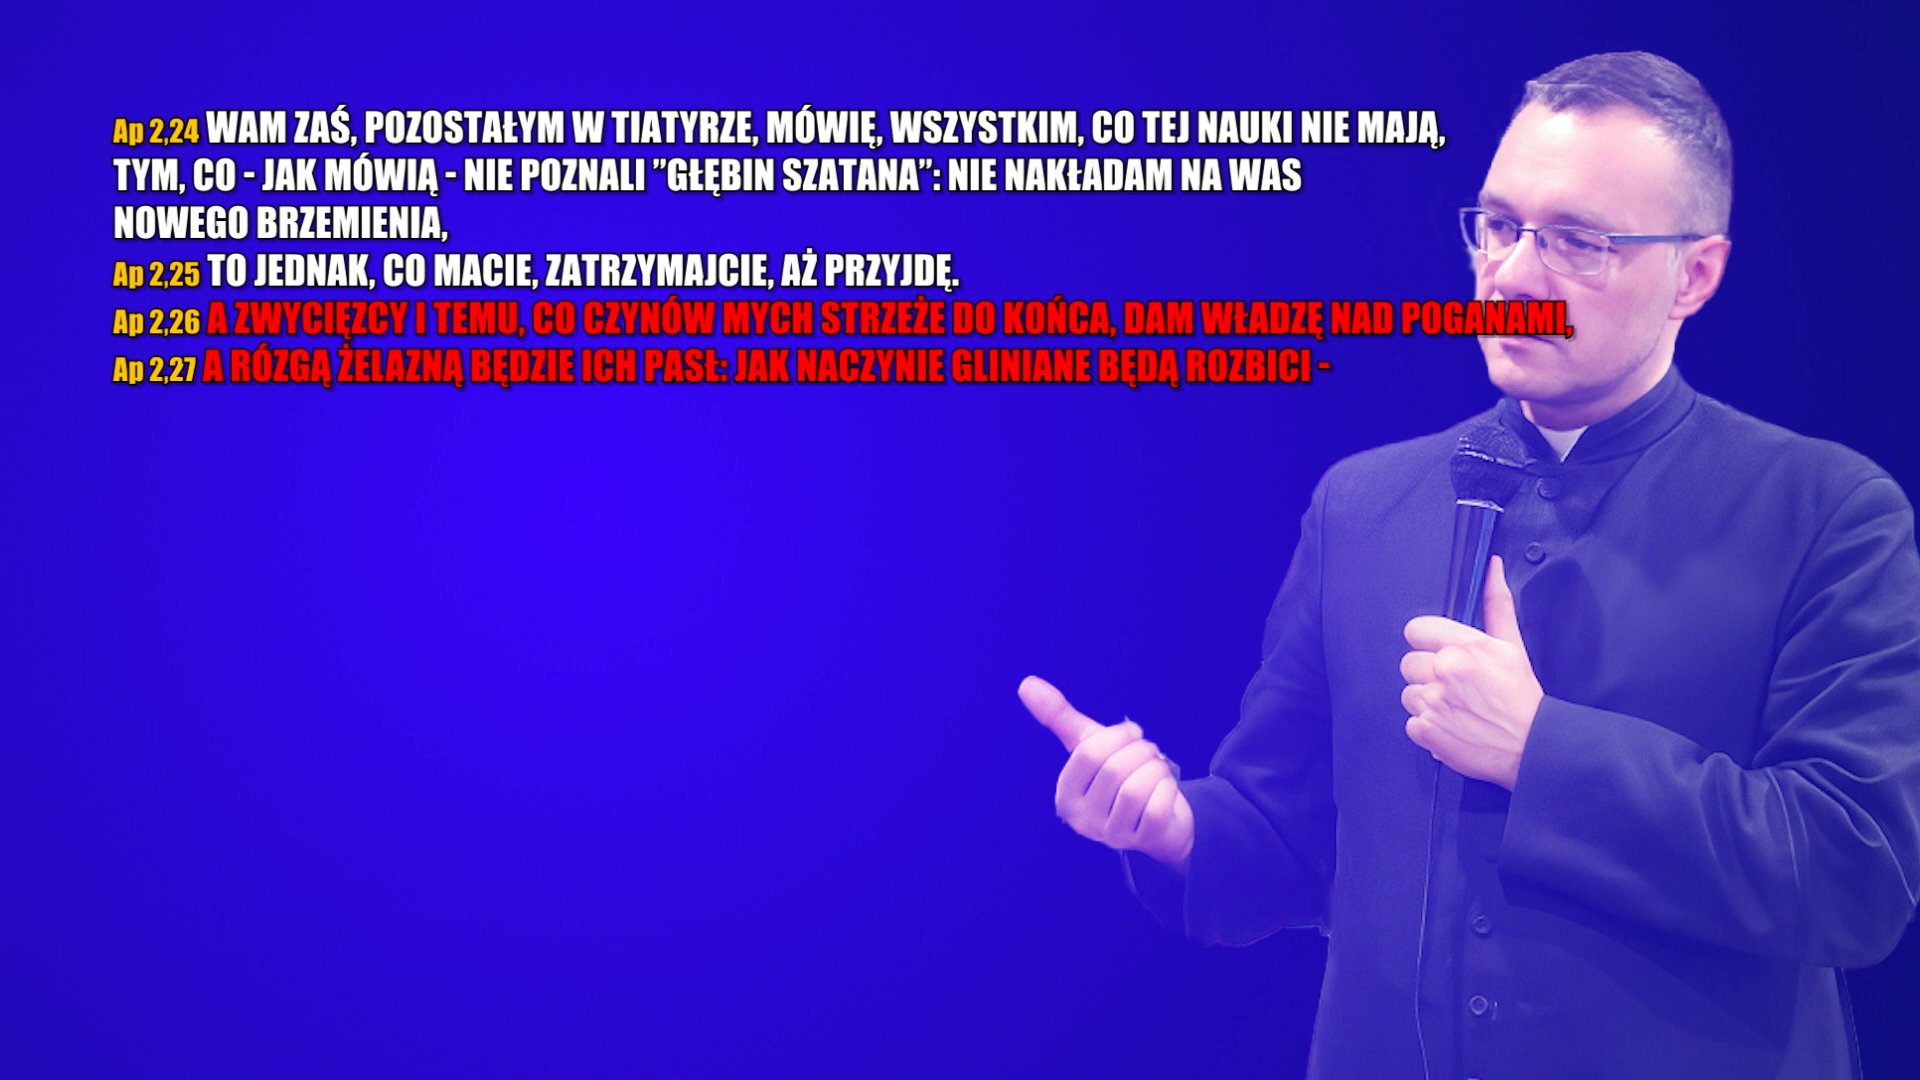 Ap 2,24 WAM ZAŚ, POZOSTAŁYM W TIATYRZE, MÓWIĘ, WSZYSTKIM, CO TEJ NAUKI NIE MAJĄ,
TYM, CO - JAK MÓWIĄ - NIE POZNALI ”GŁĘBIN SZATANA”: NIE NAKŁADAM NA WAS
NOWEGO BRZEMIENIA,
Ap 2,25 TO JEDNAK, CO MACIE, ZATRZYMAJCIE, AŻ PRZYJDĘ.
Ap 2,26 A ZWYCIĘZCY I TEMU, CO CZYNÓW MYCH STRZEŻE DO KOŃCA, DAM WŁADZĘ NAD POGANAMI,
Ap 2,27 A RÓZGĄ ŻELAZNĄ BĘDZIE ICH PASŁ: JAK NACZYNIE GLINIANE BĘDĄ ROZBICI -